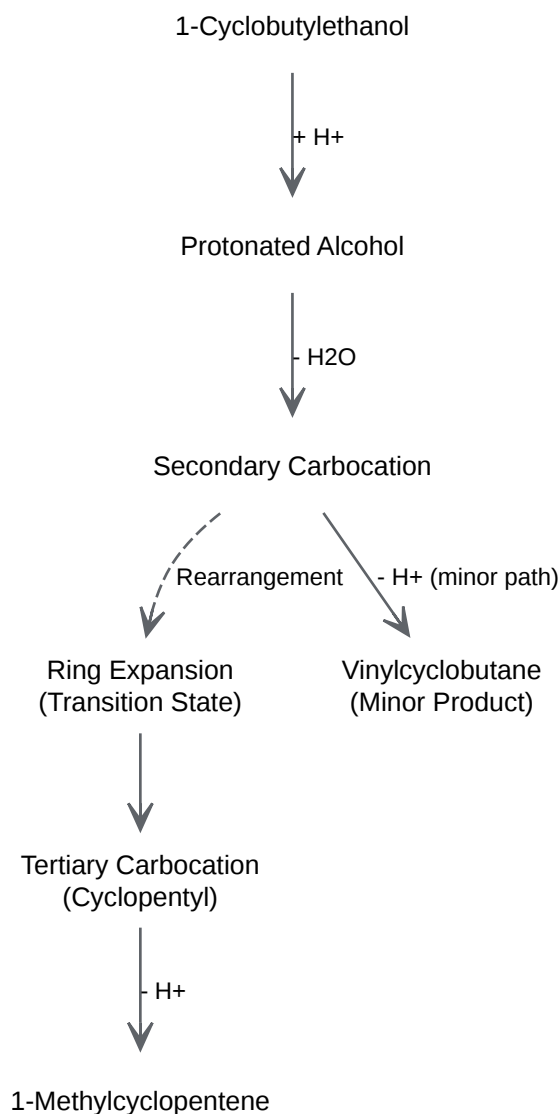 1-Cyclobutylethanol
+ H+
Protonated Alcohol
- H2O
Secondary Carbocation
Rearrangement
- H+ (minor path)
Ring Expansion
(Transition State)
Vinylcyclobutane
(Minor Product)
Tertiary Carbocation
(Cyclopentyl)
- H+
1-Methylcyclopentene